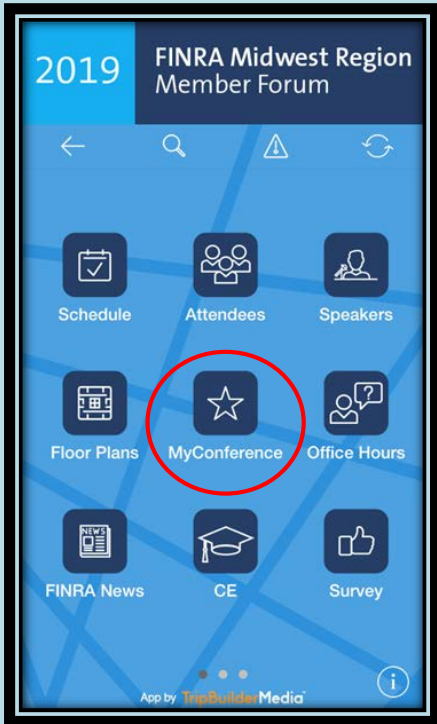 2019
FINRA Midwest Region
Member Forum
Schedule
Attendees
Speakers
?
Floor Plans
MyConference
Office Hours
NEWS
FINRA News
CE
Survey
i
App by TripBuilderMedia